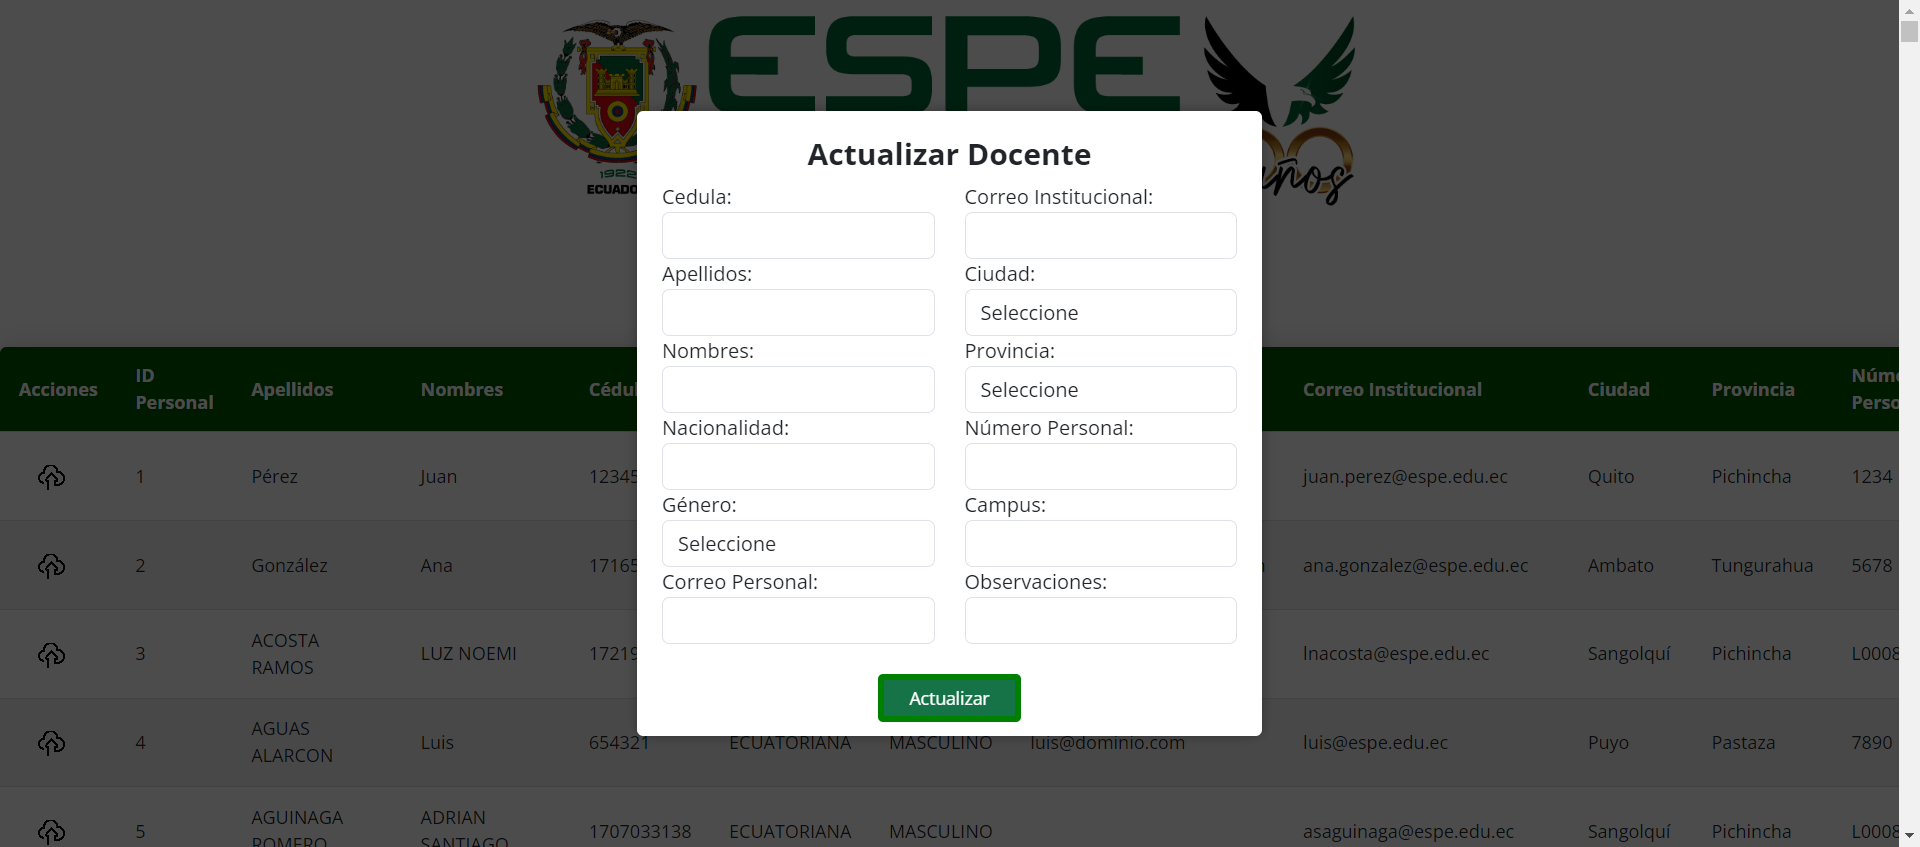 ESPE
1922
ECUADO
años
Actualizar Docente
Cedula:
Correo Institucional:
Apellidos:
Ciudad:
Seleccione
Nombres:
Provincia:
Seleccione
Nacionalidad:
Número Personal:
Género:
Seleccione
Campus:
Correo Personal:
Observaciones:
Actualizar
Acciones
ID
Personal
Apellidos
Nombres
Cédul
Correo Institucional
Ciudad
Provincia
Núme
Perso
1 Pérez Juan 12345 juan.perez@espe.edu.ec Quito Pichincha 1234
2 González Ana 17165 ana.gonzalez@espe.edu.ec Ambato Tungurahua 5678
3 ACOSTA
RAMOS LUZ NOEMI 17219 lnacosta@espe.edu.ec Sangolquí Pichincha L0008
4 AGUAS
ALARCON Luis 654321 ECUATORIANA MASCULINO luis@dominio.com luis@espe.edu.ec Puyo Pastaza 7890
5 AGUINAGA
ROMERO ADRIAN
SANTIAGO 1707033138 ECUATORIANA MASCULINO asaguinaga@espe.edu.ec Sangolquí Pichincha L0008